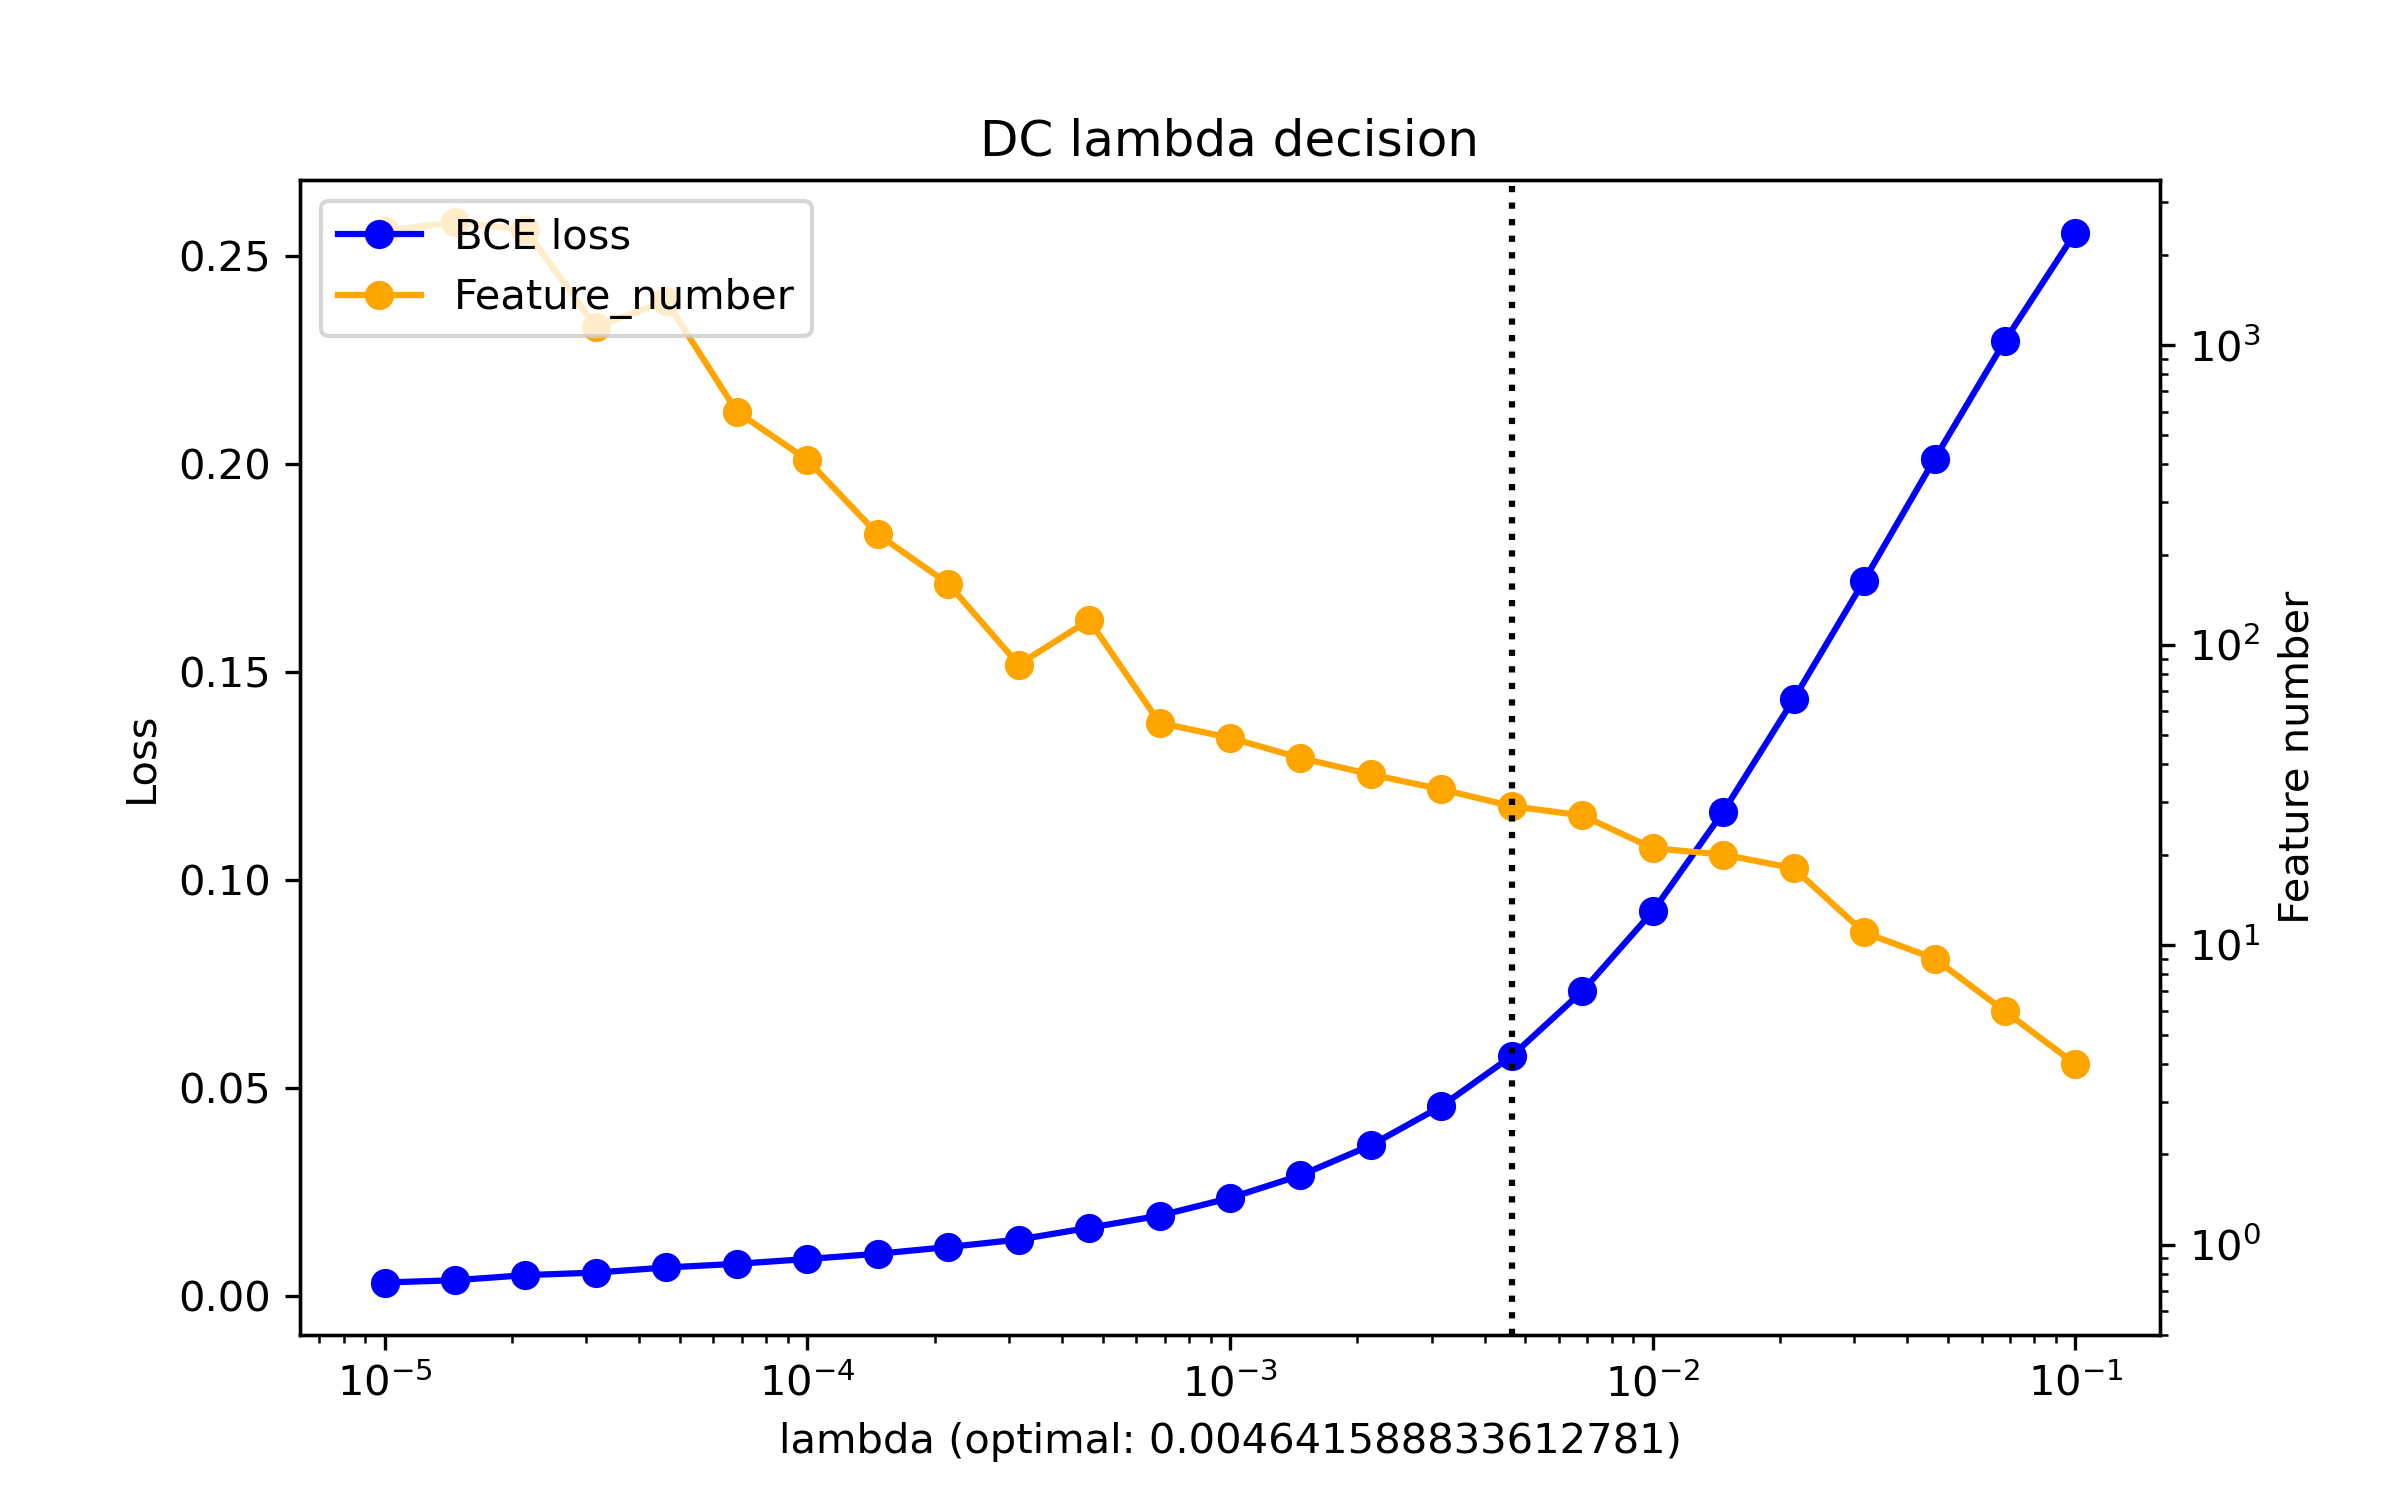 DC lambda decision
BCE loss
Feature_number
Loss
0.25
0.20
0.15
0.10
0.05
0.00
10³
10²
10¹
10⁰
Feature number
10⁻⁵ 10⁻⁴ 10⁻³ 10⁻² 10⁻¹
lambda (optimal: 0.004641588833612781)